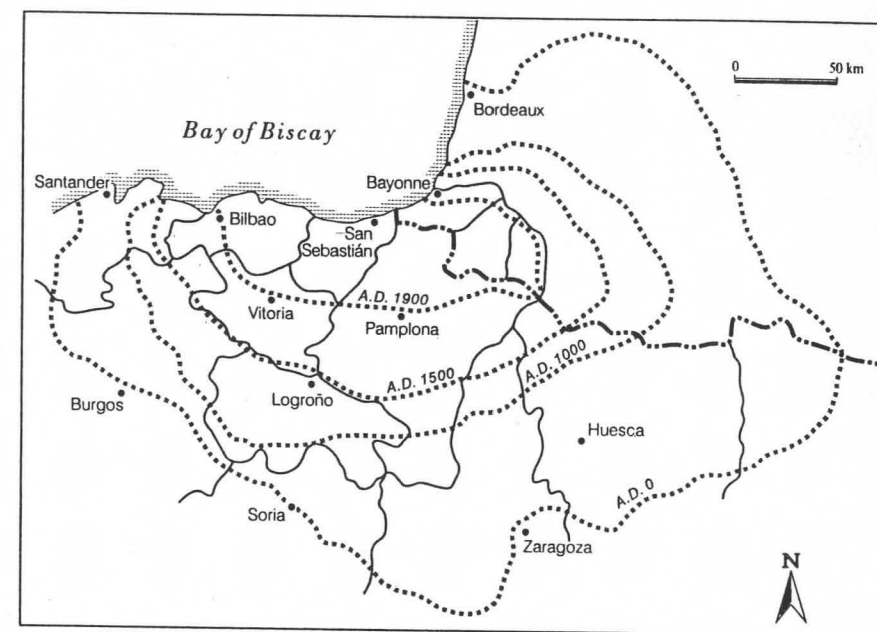 0 50 km
Bordeaux
Bay of Biscay
Santander
Bayonne
Bilbao
San
Sebastián
A.D. 1900
Vitoria
Pamplona
A.D. 1500
A.D. 1000
Logroño
Burgos
Huesca
A.D. 0
Soria
Zaragoza
N